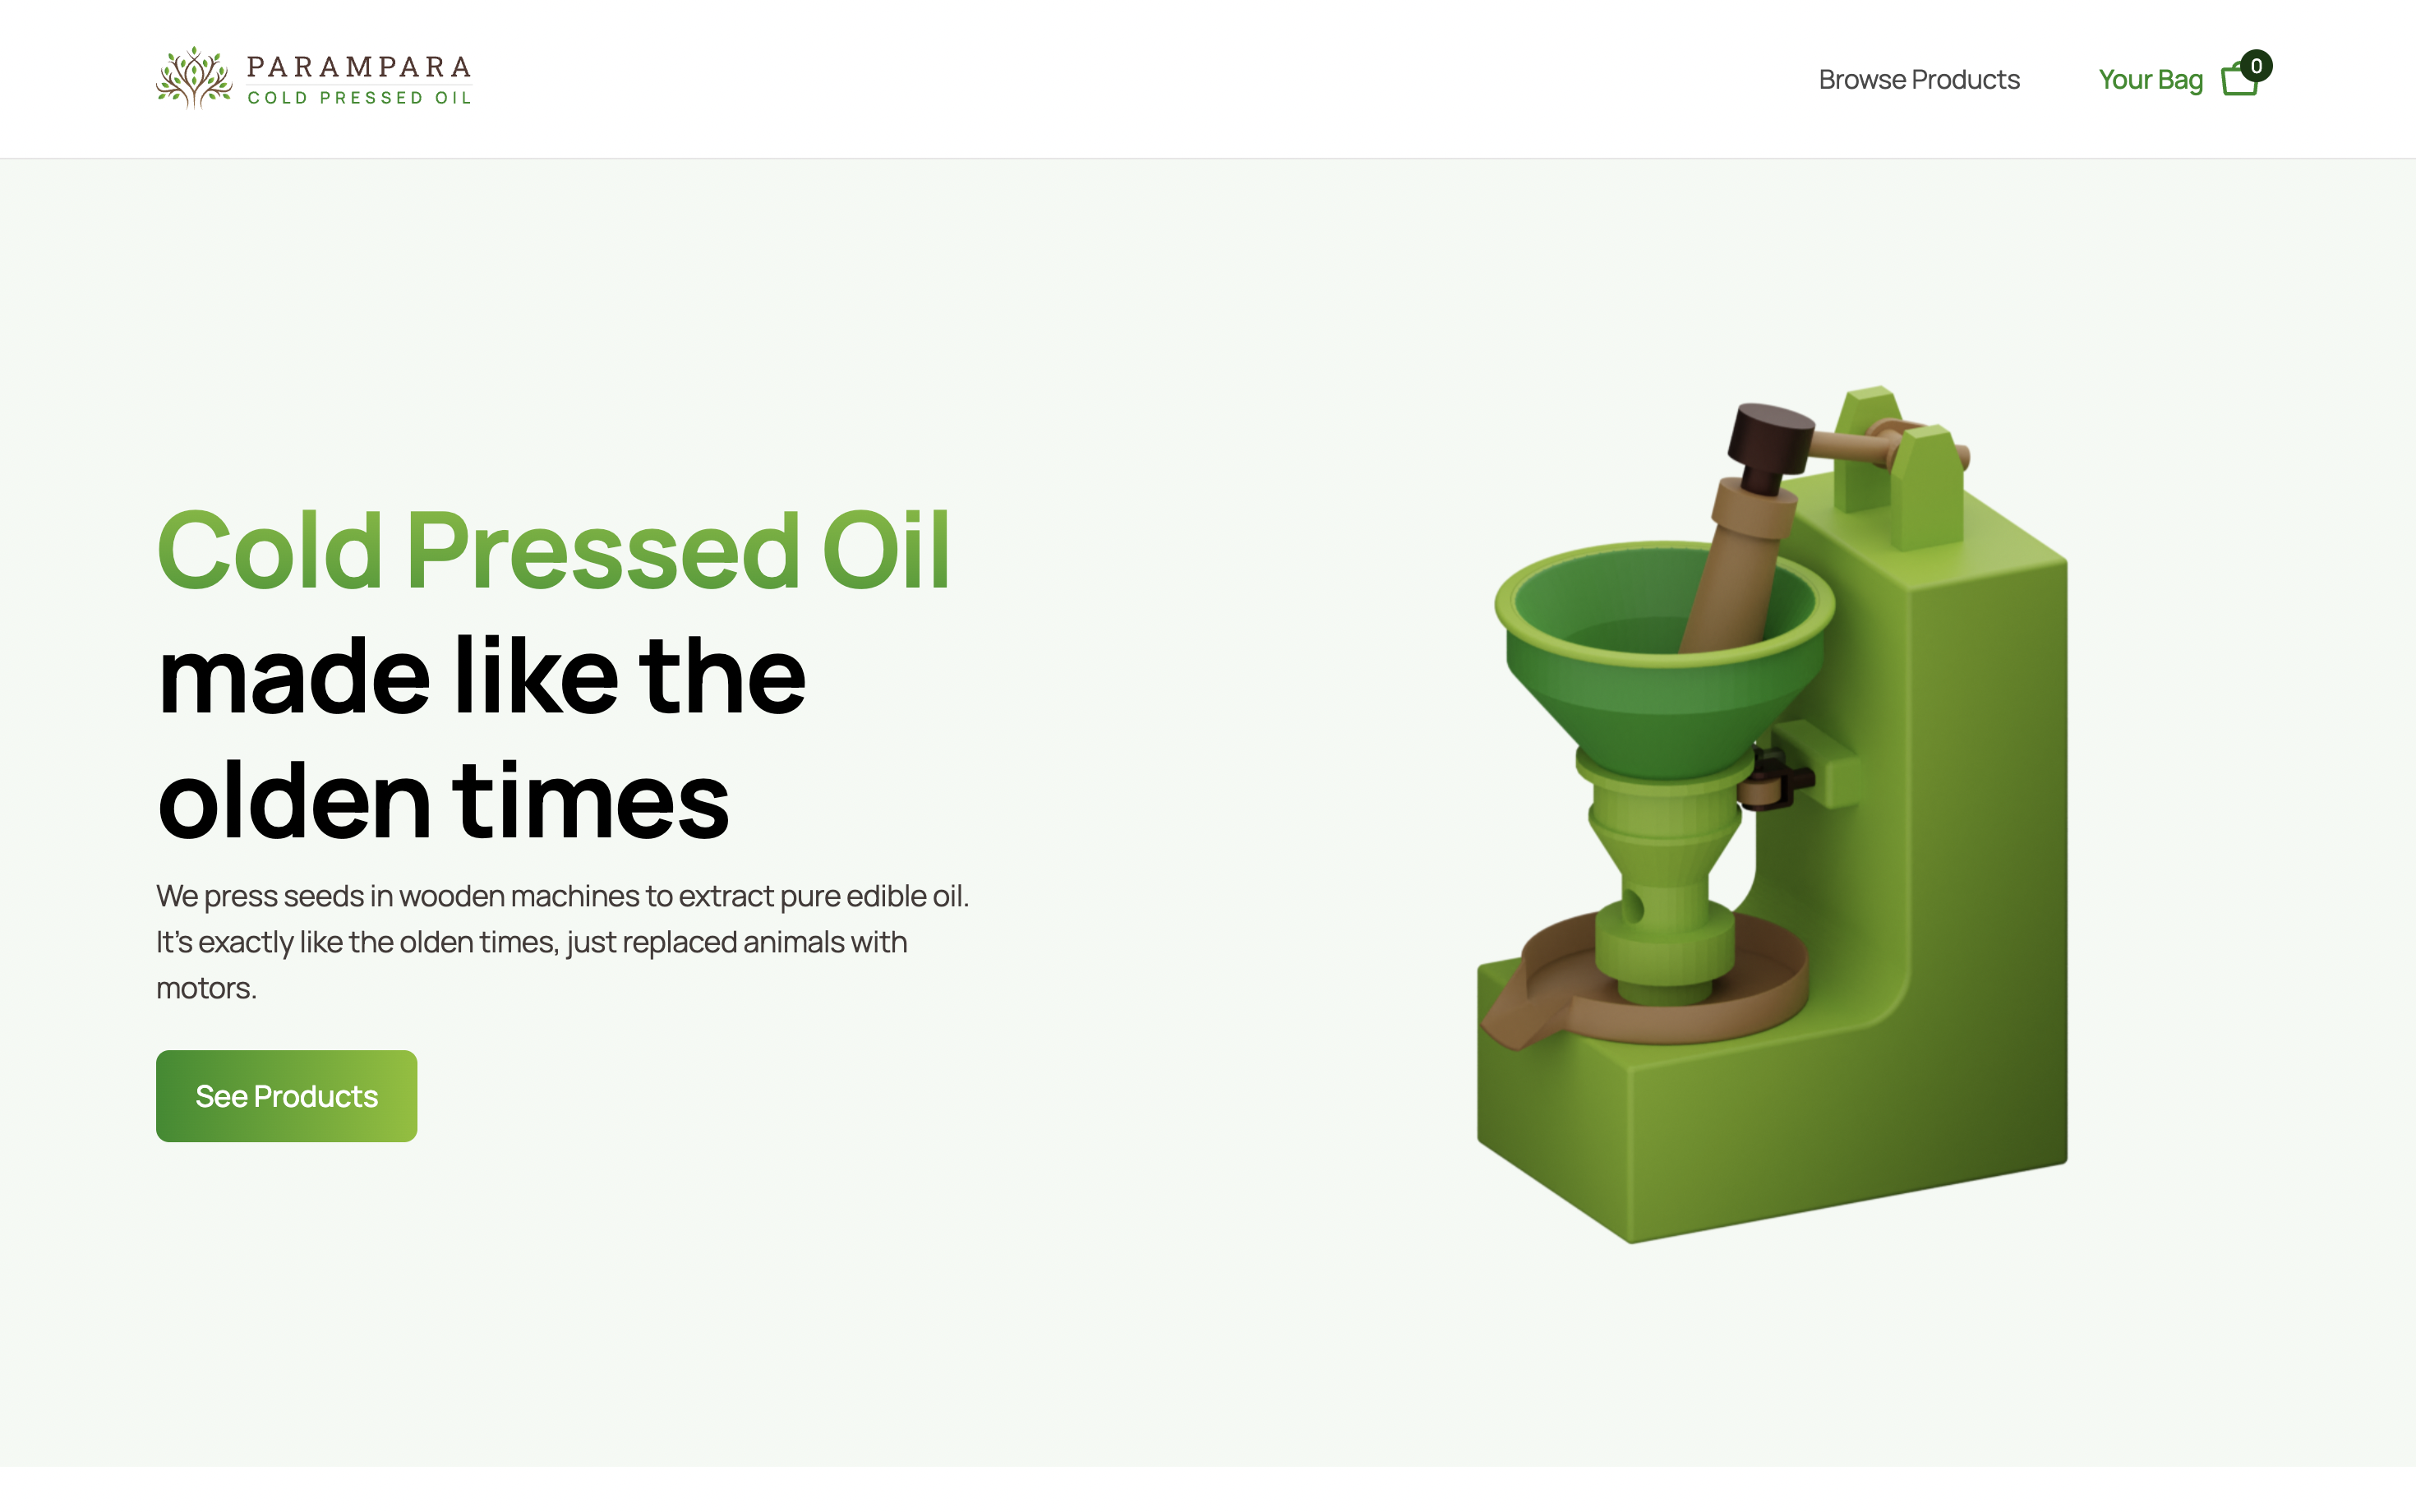 PARAMPARA
COLD PRESSED OIL
Browse Products
Your Bag
0
Cold Pressed Oil
made like the
olden times
We press seeds in wooden machines to extract pure edible oil.
It’s exactly like the olden times, just replaced animals with
motors.
See Products